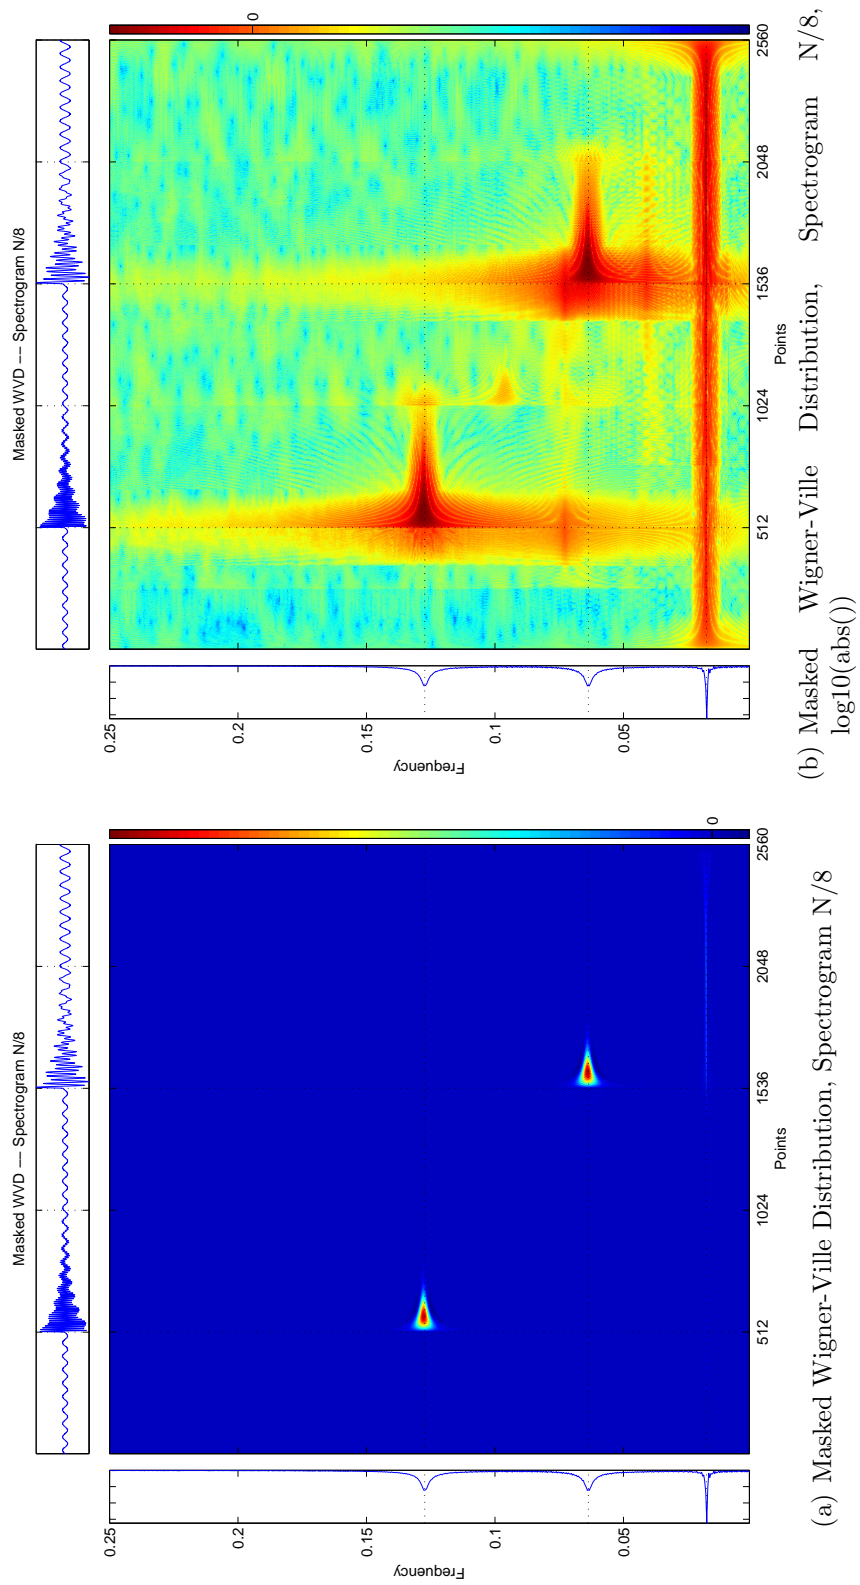 Masked WVD –– Spectrogram N/8
0.25
0.2
0.15
0.1
0.05
Frequency
512
1024
1536
2048
2560
Points
0
(a) Masked Wigner-Ville Distribution, Spectrogram N/8
Masked WVD –– Spectrogram N/8
0.25
0.2
0.15
0.1
0.05
Frequency
512
1024
1536
2048
2560
Points
0
(b) Masked Wigner-Ville Distribution, Spectrogram N/8,
log10(abs())